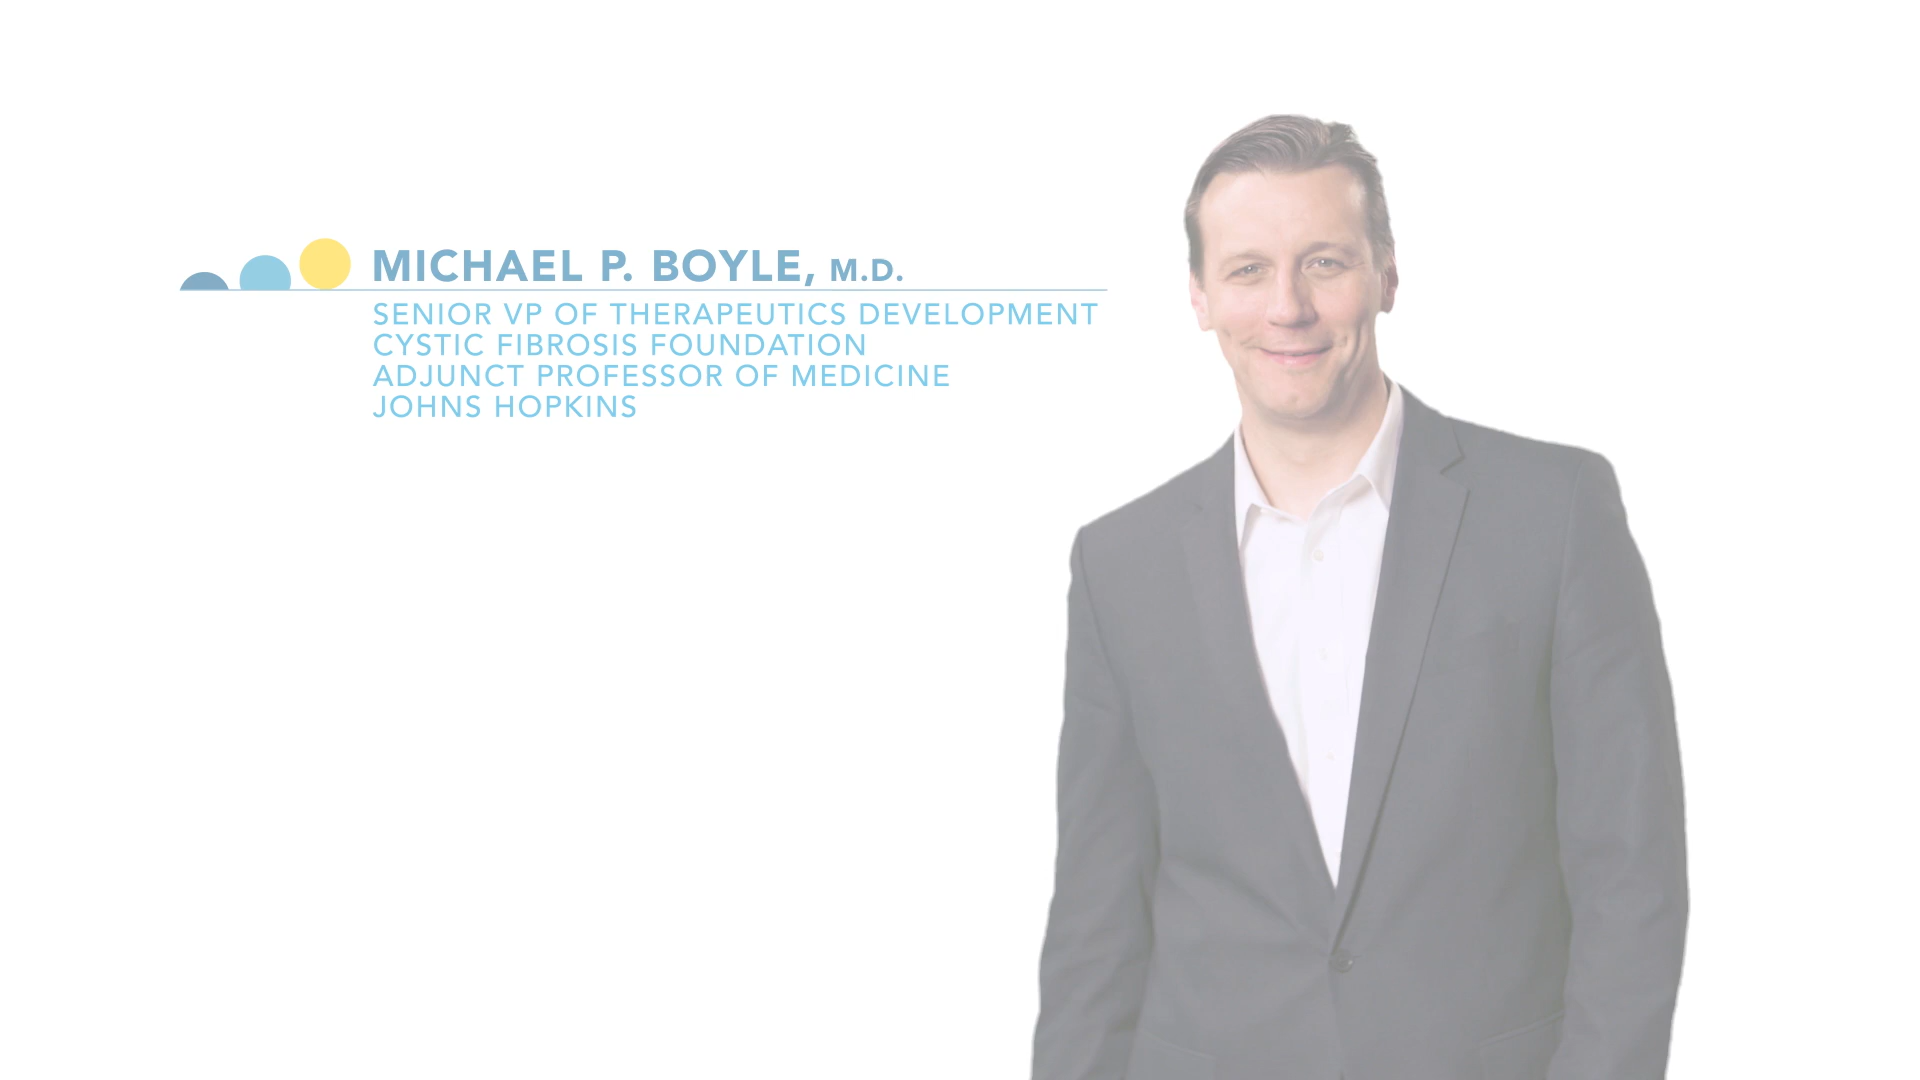 MICHAEL P. BOYLE, M.D.
SENIOR VP OF THERAPEUTICS DEVELOPMENT
CYSTIC FIBROSIS FOUNDATION
ADJUNCT PROFESSOR OF MEDICINE
JOHNS HOPKINS